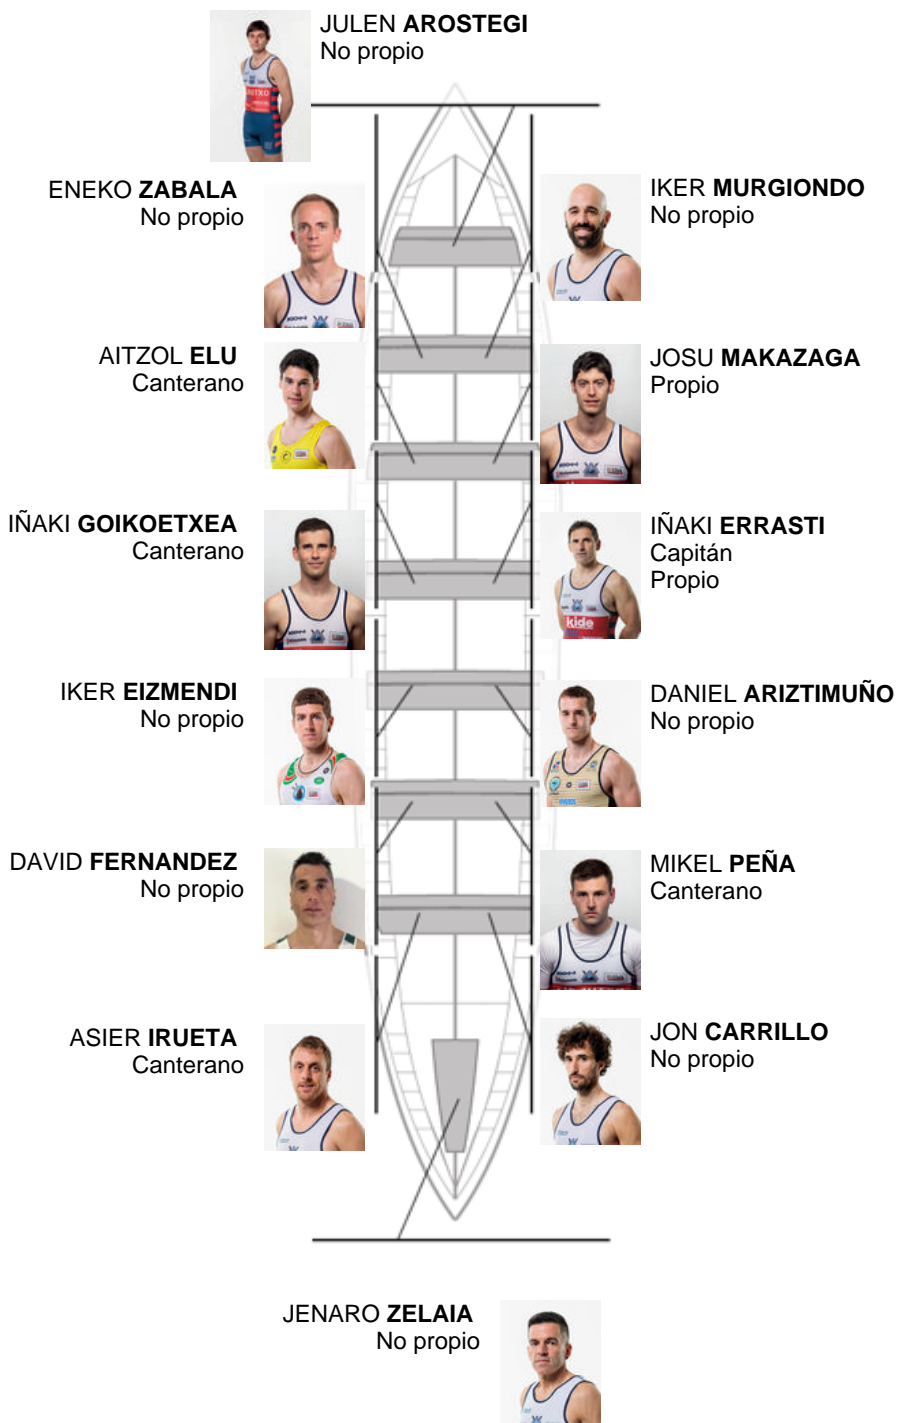 JULEN AROSTEGI
No propio
ENEKO ZABALA
No propio
IKER MURGIONDO
No propio
AITZOL ELU
Canterano
JOSU MAKAZAGA
Propio
IÑAKI GOIKOETXEA
Canterano
IÑAKI ERRASTI
Capitán
Propio
kide
IKER EIZMENDI
No propio
DANIEL ARIZTIMUÑO
No propio
DAVID FERNANDEZ
No propio
MIKEL PEÑA
Canterano
ASIER IRUETA
Canterano
JON CARRILLO
No propio
JENARO ZELAIA
No propio